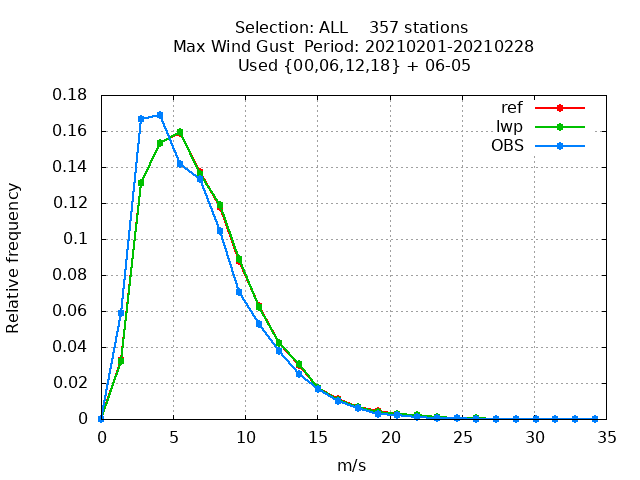 Selection: ALL    357 stations
Max Wind Gust  Period: 20210201-20210228
Used {00,06,12,18} + 06-05
ref
lwp
OBS
Relative frequency
0.18
0.16
0.14
0.12
0.1
0.08
0.06
0.04
0.02
0
0 5 10 15 20 25 30 35
m/s